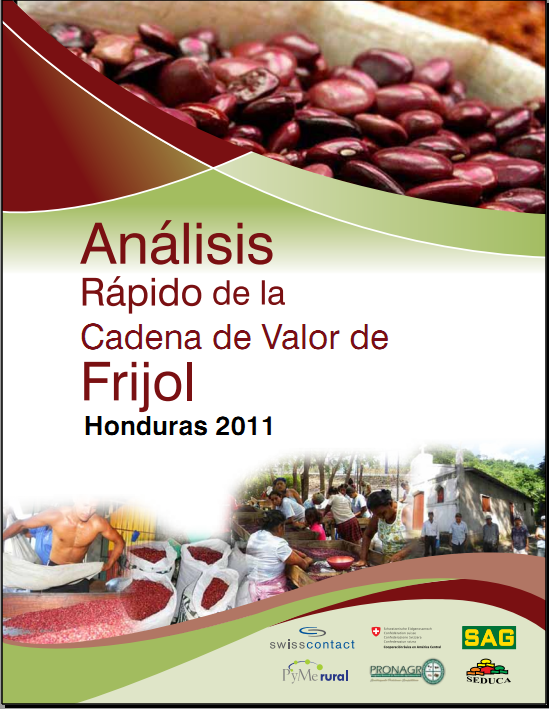 Análisis
Rápido de la
Cadena de Valor de
Frijol
Honduras 2011
swisscontact
Schweizerische Eidgenossenschaft
Confédération suisse
Confederazione Svizzera
Confederaziun svizra
Cooperación Suiza en América Central
SAG
PyMerural
PRONAGRO
SEDUCA